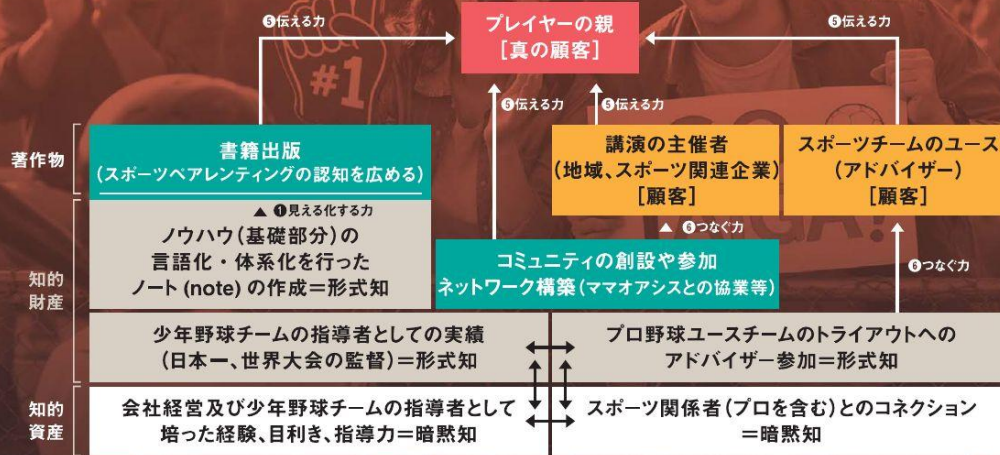 ❺伝える力
プレイヤーの親
[真の顧客]
❺伝える力
#1
❺伝える力
❺伝える力
著作物
書籍出版
(スポーツペアレンティングの認知を広める)
講演の主催者
(地域、スポーツ関連企業)
[顧客]
スポーツチームのユース
(アドバイザー)
[顧客]
知的
財産
▲ ❶見える化する力
ノウハウ(基礎部分)の
言語化・体系化を行った
ノート(note)の作成=形式知
▲ ❻つなぐ力
コミュニティの創設や参加
ネットワーク構築(ママオアシスとの協業等)
❻つなぐ力
少年野球チームの指導者としての実績
(日本一、世界大会の監督)=形式知
プロ野球ユースチームのトライアウトへの
アドバイザー参加=形式知
知的
資産
会社経営及び少年野球チームの指導者として
培った経験、目利き、指導力=暗黙知
スポーツ関係者(プロを含む)とのコネクション
=暗黙知